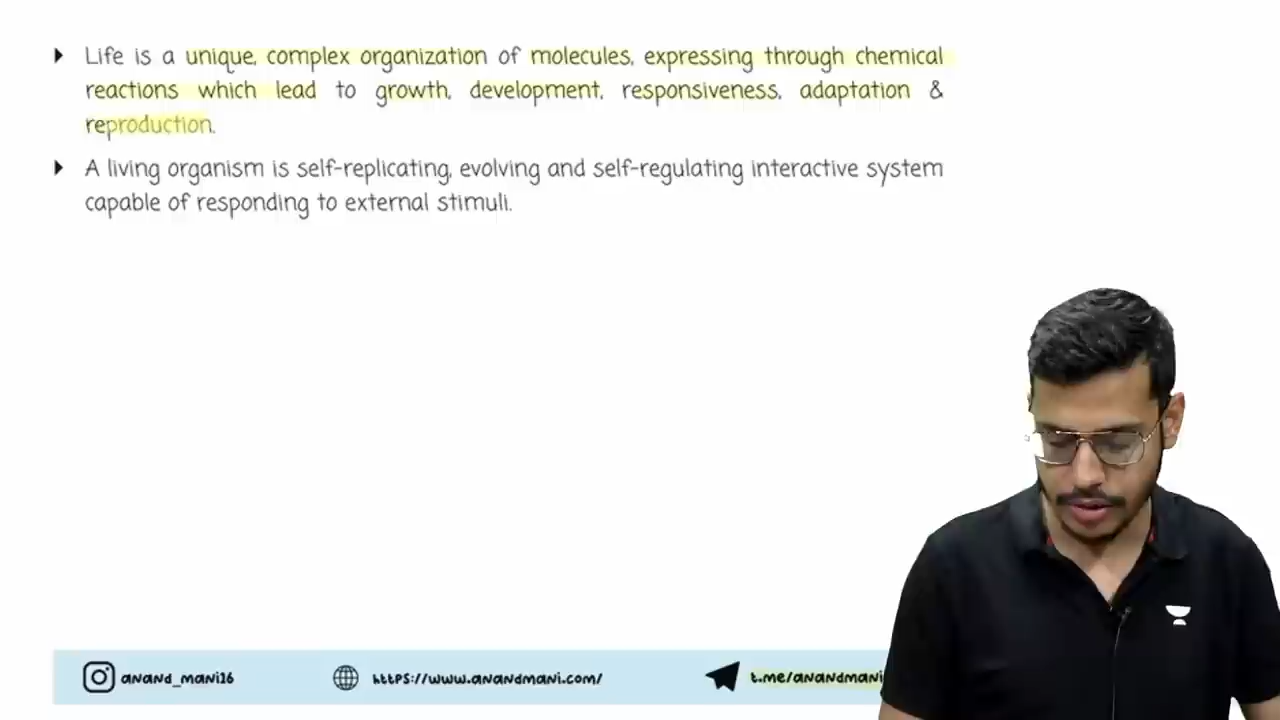 Life is a unique, complex organization of molecules, expressing through chemical
reactions which lead to growth, development, responsiveness, adaptation &
reproduction.
A living organism is self-replicating, evolving and self-regulating interactive system
capable of responding to external stimuli.
anand_mani16
https://www.anandmani.com/
t.me/anandmani